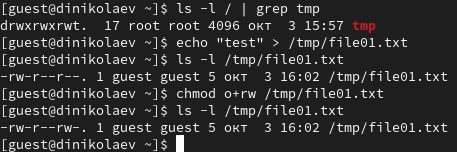 [guest@dinikolaev ~]$ ls -l / | grep tmp
drwxrwxrwt.  17 root root 4096 окт  3 15:57 tmp
[guest@dinikolaev ~]$ echo "test" > /tmp/file01.txt
[guest@dinikolaev ~]$ ls -l /tmp/file01.txt
-rw-r--r--. 1 guest guest 5 окт  3 16:02 /tmp/file01.txt
[guest@dinikolaev ~]$ chmod o+rw /tmp/file01.txt
[guest@dinikolaev ~]$ ls -l /tmp/file01.txt
-rw-r--rw-. 1 guest guest 5 окт  3 16:02 /tmp/file01.txt
[guest@dinikolaev ~]$